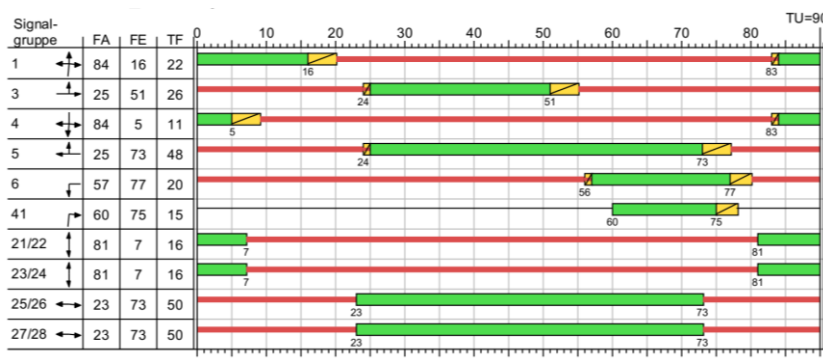 TU=90
Signal-
gruppe FA FE TF 0 10 20 30 40 50 60 70 80
1 84 16 22 16 83
3 25 51 26 24 51
4 84 5 11 5 83
5 25 73 48 24 73
6 57 77 20 56 77
41 60 75 15 60 75
21/22 81 7 16 7 81
23/24 81 7 16 7 81
25/26 23 73 50 23 73
27/28 23 73 50 23 73